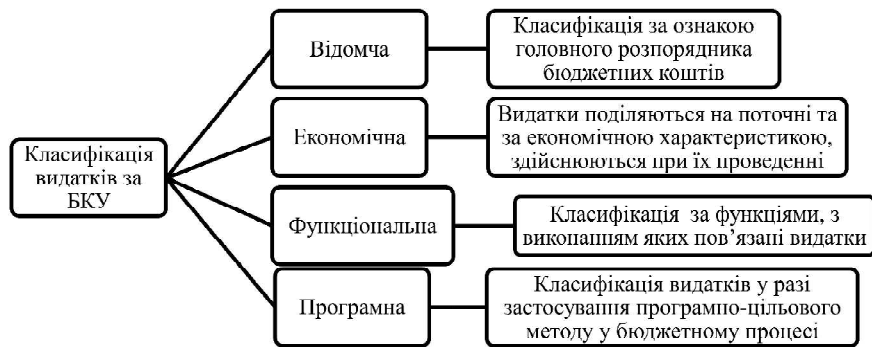 Класифікація
видатків за
БКУ
Відомча
Класифікація за ознакою
головного розпорядника
бюджетних коштів
Економічна
Видатки поділяються на поточні та
за економічною характеристикою,
здійснюються при їх проведенні
Функціональна
Класифікація за функціями, з
виконанням яких пов’язані видатки
Програмна
Класифікація видатків у разі
застосування програмно-цільового
методу у бюджетному процесі